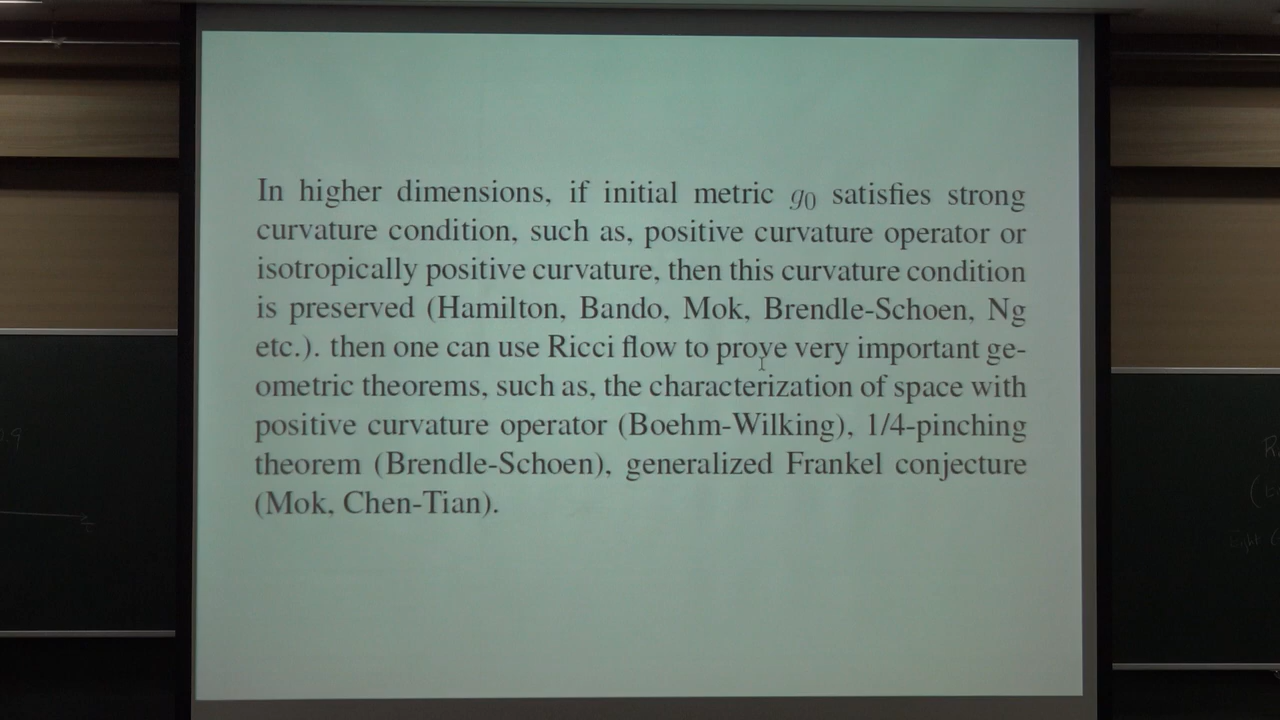 In higher dimensions, if initial metric g₀ satisfies strong
curvature condition, such as, positive curvature operator or
isotropically positive curvature, then this curvature condition
is preserved (Hamilton, Bando, Mok, Brendle-Schoen, Ng
etc.). then one can use Ricci flow to prove very important ge-
ometric theorems, such as, the characterization of space with
positive curvature operator (Boehm-Wilking), 1/4-pinching
theorem (Brendle-Schoen), generalized Frankel conjecture
(Mok, Chen-Tian).